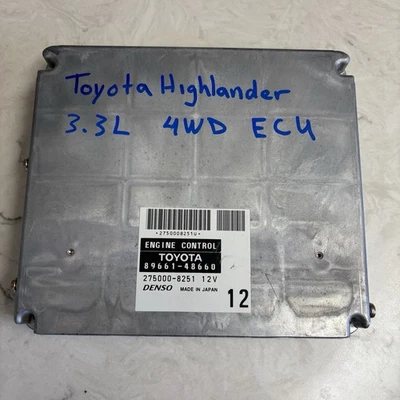 Toyota Highlander
3.3L 4WD ECU
*2750008251U*
ENGINE CONTROL
TOYOTA
89661-48660
275000-8251 12V
DENSO MADE IN JAPAN 12